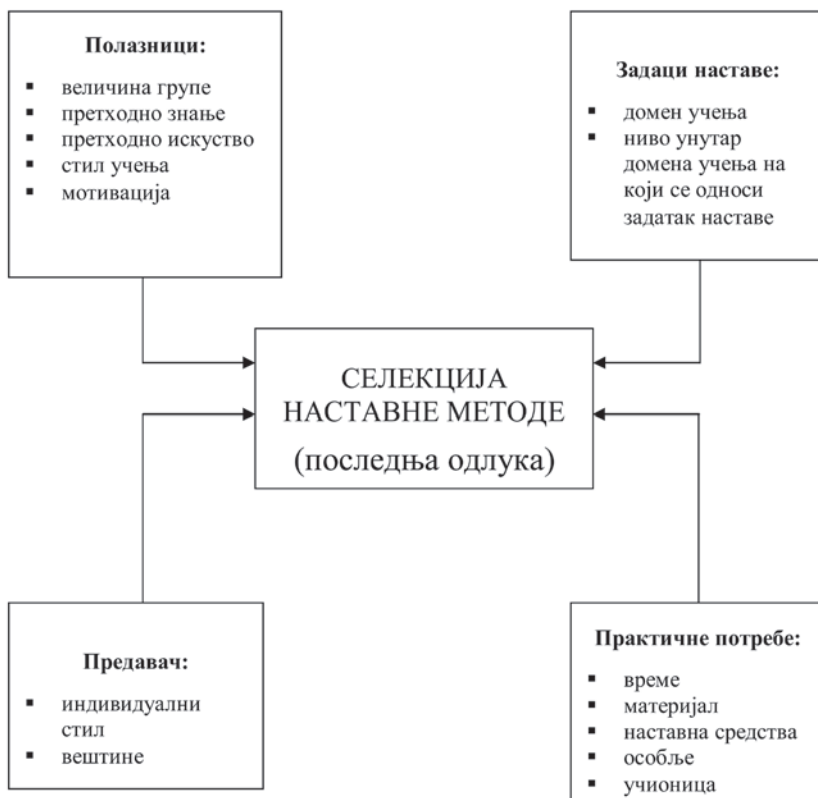 Полазници:
▪ величина групе
▪ претходно знање
▪ претходно искуство
▪ стил учења
▪ мотивација
Задаци наставе:
▪ домен учења
▪ ниво унутар
домена учења на
који се односи
задатак наставе
СЕЛЕКЦИЈА
НАСТАВНЕ МЕТОДЕ
(последња одлука)
Предавач:
▪ индивидуални
стил
▪ вештине
Практичне потребе:
▪ време
▪ материјал
▪ наставна средства
▪ особље
▪ учионица